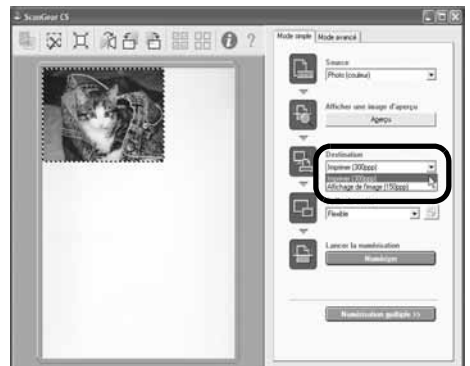 ScanGear CS
Mode simple Mode avancé
Source
Photo (couleur)
Afficher une image d'aperçu
Aperçu
Destination
Imprimer (300ppp)
Imprimer (300ppp)
Affichage de l'image (150ppp)
Flexible
Lancer la numérisation
Numériser
Numérisation multiple >>